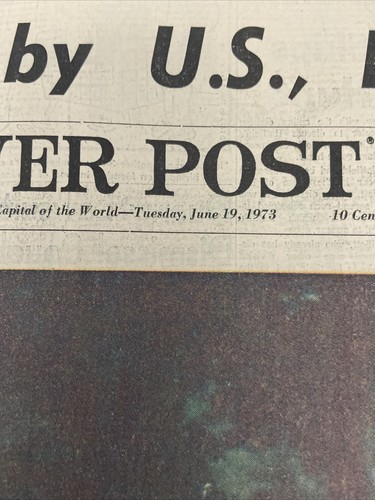 by U.S.,
VER POST®
Capital of the World—Tuesday, June 19, 1973 10 Cen